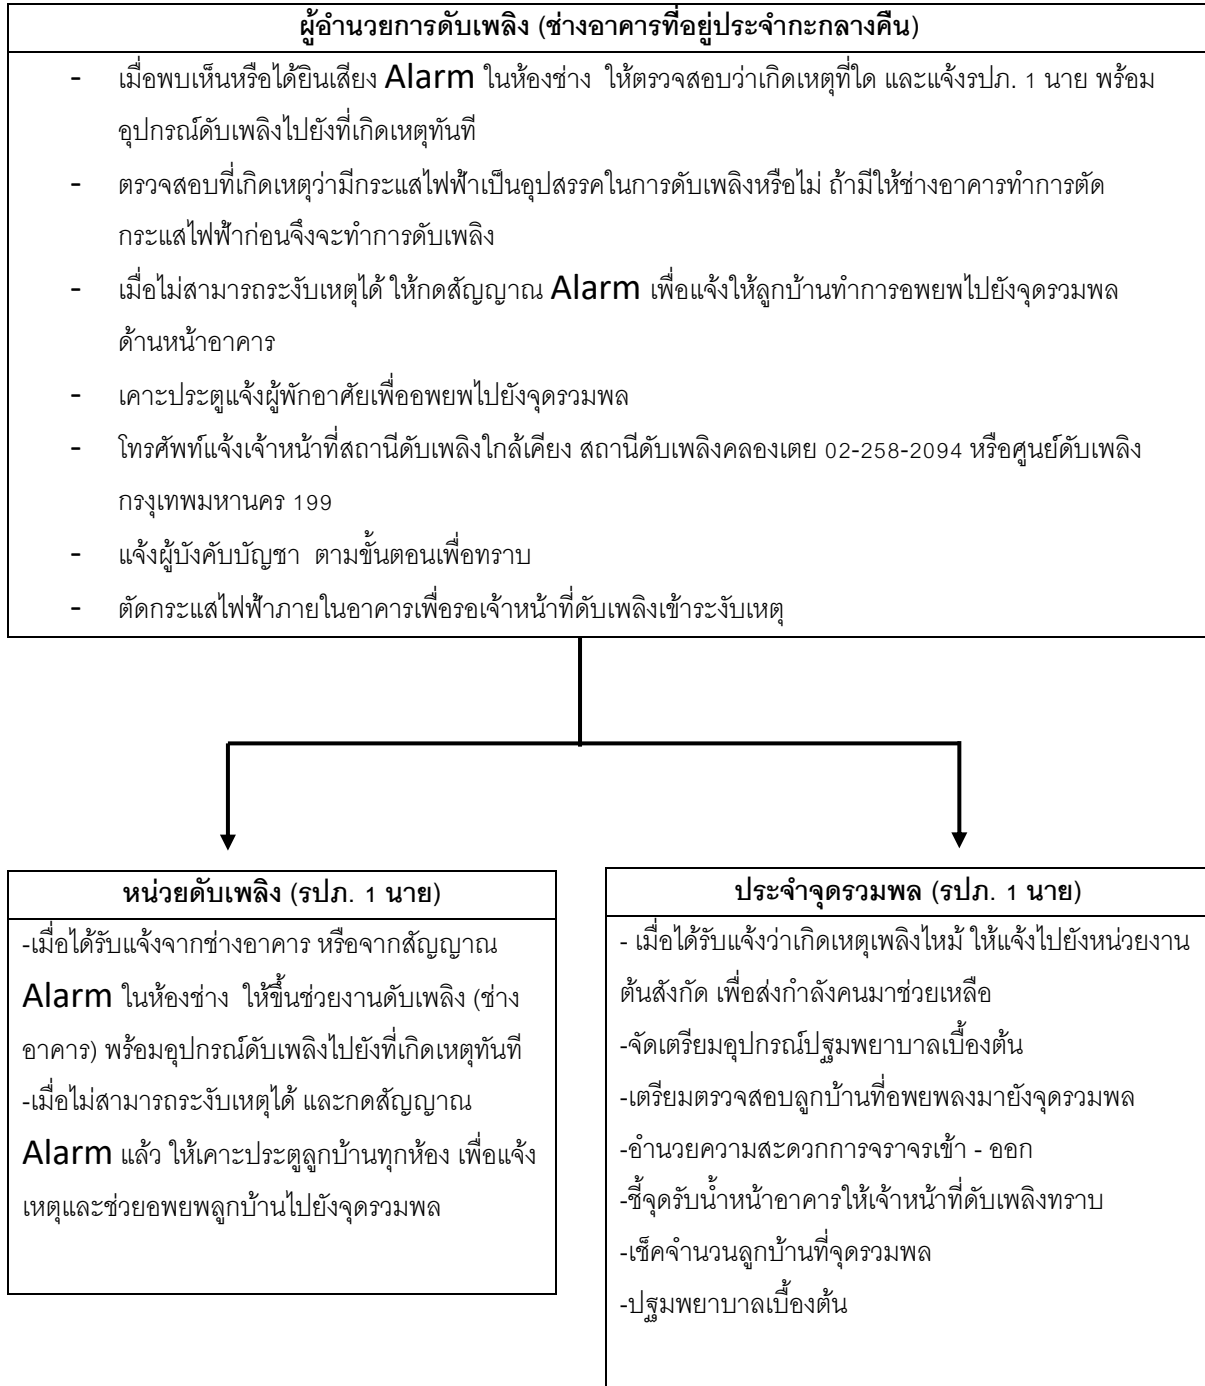 ผู้อำนวยการดับเพลิง (ช่างอาคารที่อยู่ประจำกะกลางคืน)
- เมื่อพบเห็นหรือได้ยินเสียง Alarm ในห้องช่าง ให้ตรวจสอบว่าเกิดเหตุที่ใด และแจ้งรปภ. 1 นาย พร้อม
อุปกรณ์ดับเพลิงไปยังที่เกิดเหตุทันที
- ตรวจสอบที่เกิดเหตุว่ามีกระแสไฟฟ้าเป็นอุปสรรคในการดับเพลิงหรือไม่ ถ้ามีให้ช่างอาคารทำการตัด
กระแสไฟฟ้าก่อนจึงจะทำการดับเพลิง
- เมื่อไม่สามารถระงับเหตุได้ ให้กดสัญญาณ Alarm เพื่อแจ้งให้ลูกบ้านทำการอพยพไปยังจุดรวมพล
ด้านหน้าอาคาร
- เคาะประตูแจ้งผู้พักอาศัยเพื่ออพยพไปยังจุดรวมพล
- โทรศัพท์แจ้งเจ้าหน้าที่สถานีดับเพลิงใกล้เคียง สถานีดับเพลิงคลองเตย 02-258-2094 หรือศูนย์ดับเพลิง
กรุงเทพมหานคร 199
- แจ้งผู้บังคับบัญชา ตามขั้นตอนเพื่อทราบ
- ตัดกระแสไฟฟ้าภายในอาคารเพื่อรอเจ้าหน้าที่ดับเพลิงเข้าระงับเหตุ
หน่วยดับเพลิง (รปภ. 1 นาย)
-เมื่อได้รับแจ้งจากช่างอาคาร หรือจากสัญญาณ
Alarm ในห้องช่าง ให้ขึ้นช่วยงานดับเพลิง (ช่าง
อาคาร) พร้อมอุปกรณ์ดับเพลิงไปยังที่เกิดเหตุทันที
-เมื่อไม่สามารถระงับเหตุได้ และกดสัญญาณ
Alarm แล้ว ให้เคาะประตูลูกบ้านทุกห้อง เพื่อแจ้ง
เหตุและช่วยอพยพลูกบ้านไปยังจุดรวมพล
ประจำจุดรวมพล (รปภ. 1 นาย)
- เมื่อได้รับแจ้งว่าเกิดเหตุเพลิงไหม้ ให้แจ้งไปยังหน่วยงาน
ต้นสังกัด เพื่อส่งกำลังคนมาช่วยเหลือ
-จัดเตรียมอุปกรณ์ปฐมพยาบาลเบื้องต้น
-เตรียมตรวจสอบลูกบ้านที่อพยพลงมายังจุดรวมพล
-อำนวยความสะดวกการจราจรเข้า - ออก
-ชี้จุดรับน้ำหน้าอาคารให้เจ้าหน้าที่ดับเพลิงทราบ
-เช็คจำนวนลูกบ้านที่จุดรวมพล
-ปฐมพยาบาลเบื้องต้น